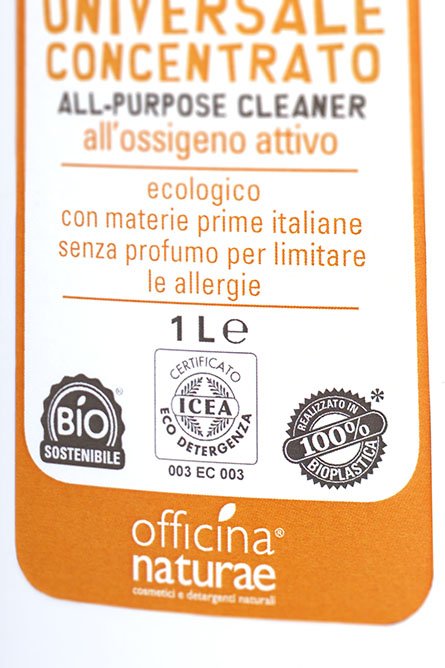 UNIVERSALE
CONCENTRATO
ALL-PURPOSE CLEANER
all'ossigeno attivo
ecologico
con materie prime italiane
senza profumo per limitare
le allergie
1 L e
CERTIFICATO
ICEA
ECO DETERGENZA
003 EC 003
BIO ®
SOSTENIBILE
REALIZZATO IN
100%
BIOPLASTICA
*
officina®
naturae
cosmetici e detergenti naturali